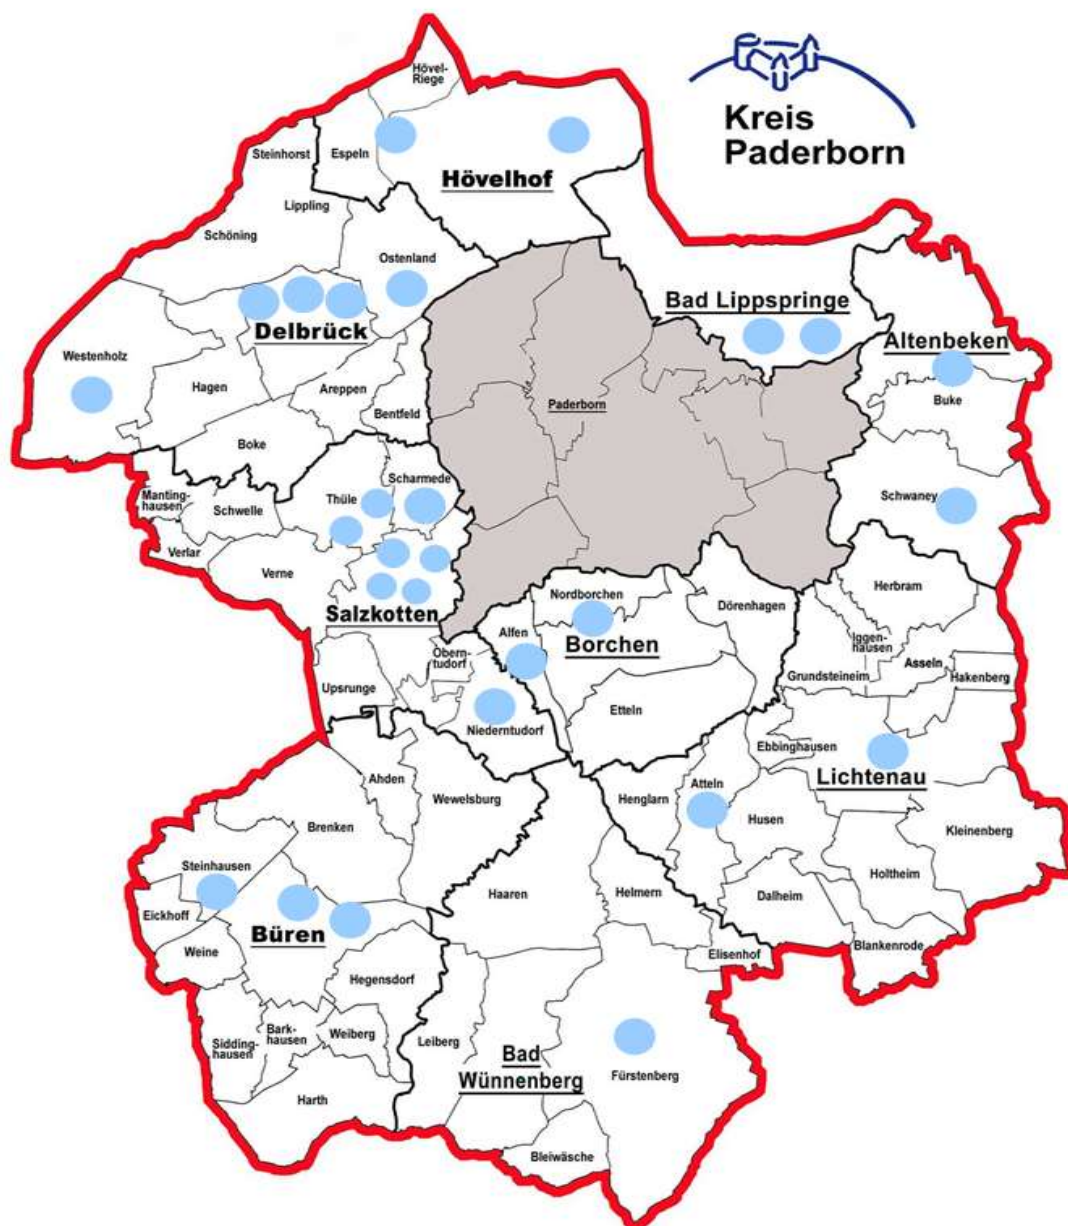 Kreis
Paderborn
Hövel-
Riege
Steinhorst
Espeln
Hövelhof
Lippling
Schöning
Ostenland
Delbrück
Bad Lippspringe
Altenbeken
Westenholz
Hagen
Areppen
Bentfeld
Paderborn
Buke
Boke
Scharmede
Thüle
Manting-
hausen
Schwelle
Schwaney
Verlar
Verne
Salzkotten
Nordborchen
Dörenhagen
Herbram
Alfen
Borchen
Iggen-
hausen
Obern-
tudorf
Asseln
Grundsteineim
Hakenberg
Upsrunge
Etteln
Niederntudorf
Ebbinghausen
Lichtenau
Ahden
Wewelsburg
Henglarn
Atteln
Husen
Brenken
Kleinenberg
Steinhausen
Holtheim
Haaren
Helmern
Dalheim
Eickhoff
Büren
Weine
Blankenrode
Elisenhof
Hegensdorf
Bark-
hausen
Weiberg
Sidding-
hausen
Leiberg
Bad
Wünnenberg
Fürstenberg
Harth
Bleiwäsche